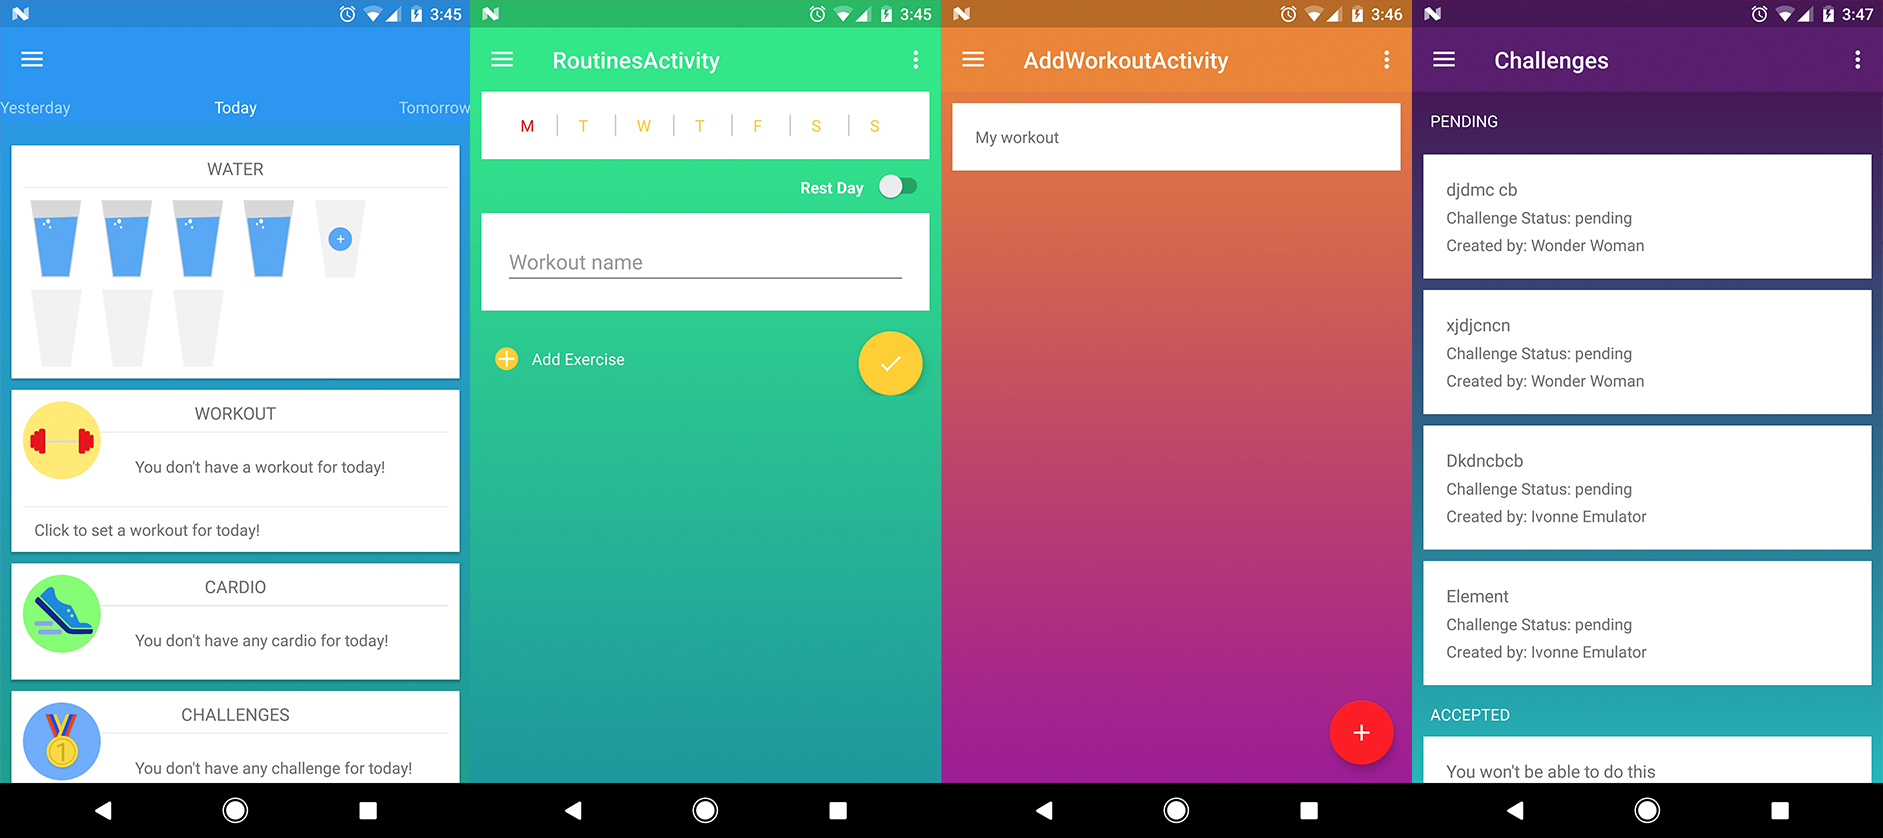 3:45
Yesterday Today Tomorrow
WATER
WORKOUT
You don't have a workout for today!
Click to set a workout for today!
CARDIO
You don't have any cardio for today!
CHALLENGES
1
You don't have any challenge for today!
3:45
RoutinesActivity
M T W T F S S
Rest Day
Workout name
Add Exercise
3:46
AddWorkoutActivity
My workout
3:47
Challenges
PENDING
djdmc cb
Challenge Status: pending
Created by: Wonder Woman
xjdjcncn
Challenge Status: pending
Created by: Wonder Woman
Dkdncbcb
Challenge Status: pending
Created by: Ivonne Emulator
Element
Challenge Status: pending
Created by: Ivonne Emulator
ACCEPTED
You won't be able to do this